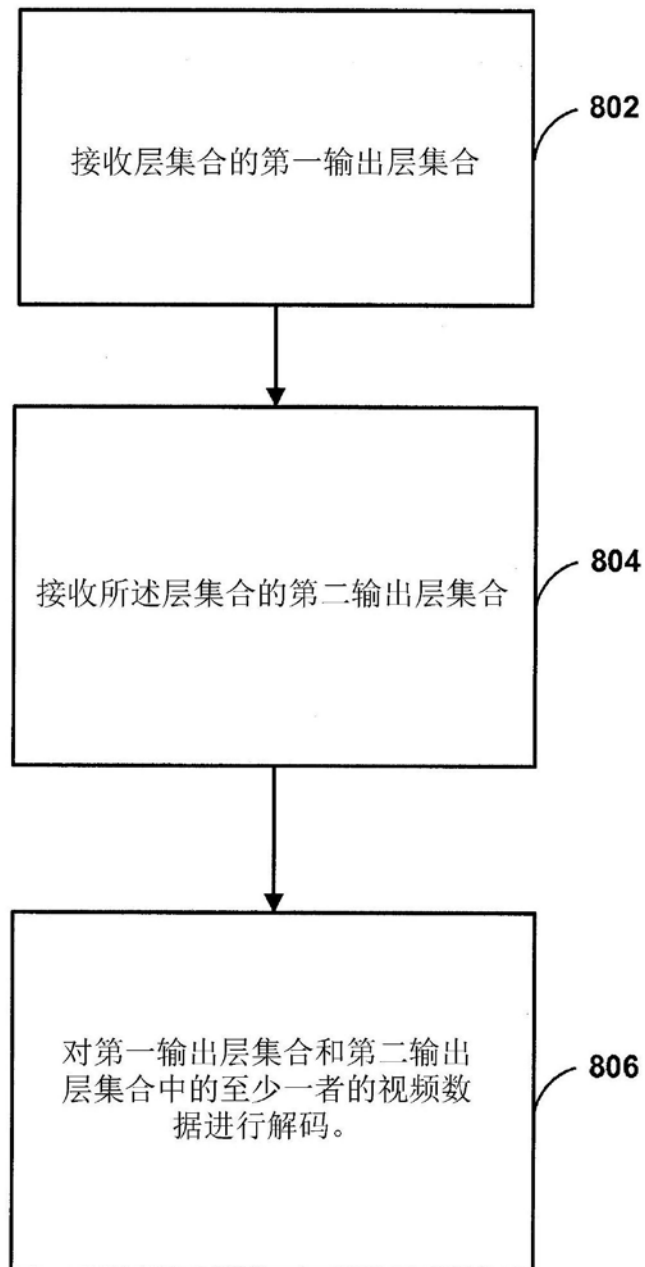 接收层集合的第一输出层集合
802
接收所述层集合的第二输出层集合
804
对第一输出层集合和第二输出
层集合中的至少一者的视频数
据进行解码。
806